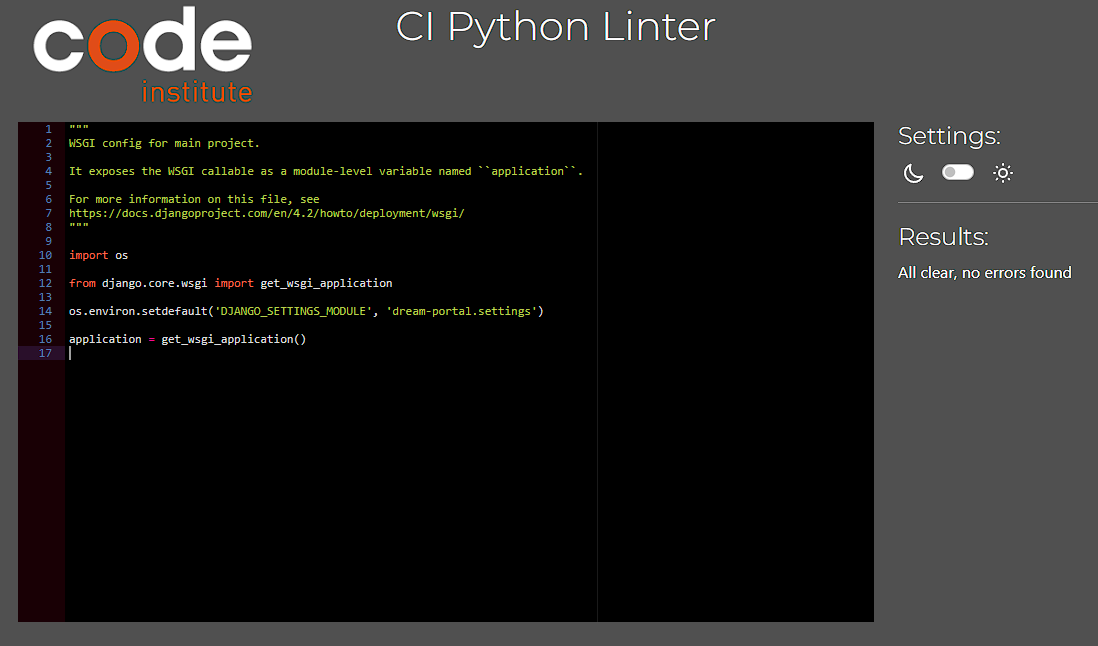 code
institute
CI Python Linter
1 """
2 WSGI config for main project.
3
4 It exposes the WSGI callable as a module-level variable named ``application``.
5
6 For more information on this file, see
7 https://docs.djangoproject.com/en/4.2/howto/deployment/wsgi/
8 """
9
10 import os
11
12 from django.core.wsgi import get_wsgi_application
13
14 os.environ.setdefault('DJANGO_SETTINGS_MODULE', 'dream-portal.settings')
15
16 application = get_wsgi_application()
17
Settings:
Results:
All clear, no errors found